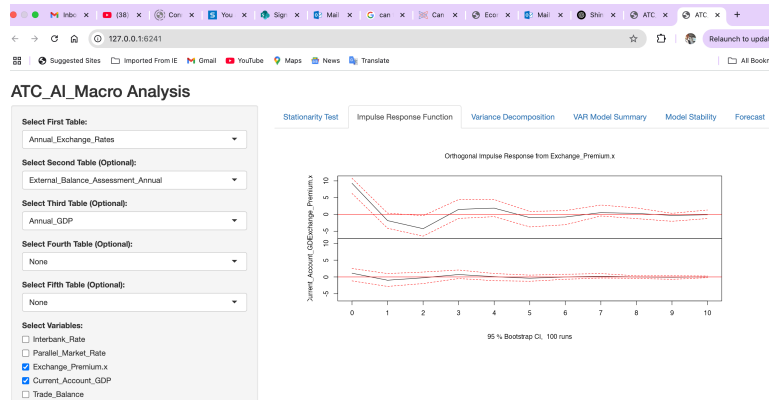 Inbo
(38)
Con
You
Sign
Mail
can
Can
Ecor
Mail
Shin
ATC
ATC
127.0.0.1:6241
Relaunch to updat
Suggested Sites
Imported From IE
Gmail
YouTube
Maps
News
Translate
All Bookn
ATC_AI_Macro Analysis
Select First Table:
Annual_Exchange_Rates
Select Second Table (Optional):
External_Balance_Assessment_Annual
Select Third Table (Optional):
Annual_GDP
Select Fourth Table (Optional):
None
Select Fifth Table (Optional):
None
Select Variables:
Interbank_Rate
Parallel_Market_Rate
Exchange_Premium.x
Current_Account_GDP
Trade_Balance
Stationarity Test
Impulse Response Function
Variance Decomposition
VAR Model Summary
Model Stability
Forecast
Orthogonal Impulse Response from Exchange_Premium.x
Exchange_Premium.x
10
5
0
-5
Current_Account_GD
10
5
0
-5
0 1 2 3 4 5 6 7 8 9 10
95 % Bootstrap CI, 100 runs